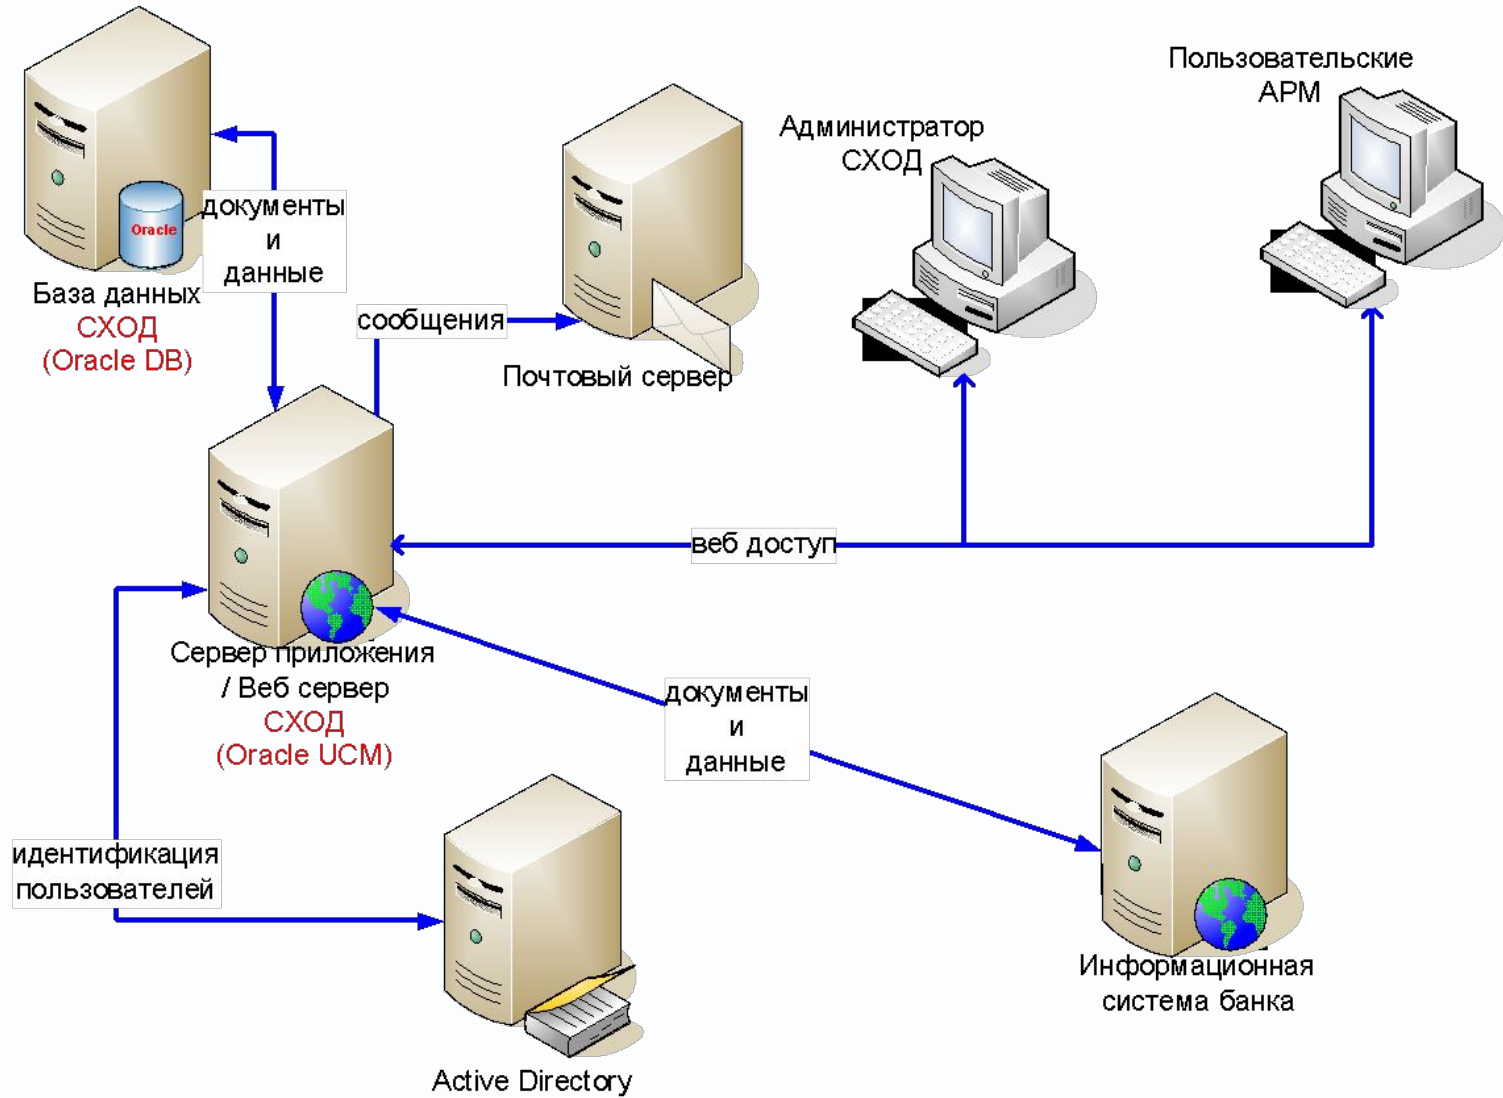 Пользовательские
АРМ
Администратор
СХОД
Oracle
документы
и
данные
База данных
СХОД
(Oracle DB)
сообщения
Почтовый сервер
веб доступ
Сервер приложения
/ Веб сервер
СХОД
(Oracle UCM)
документы
и
данные
идентификация
пользователей
Информационная
система банка
Active Directory